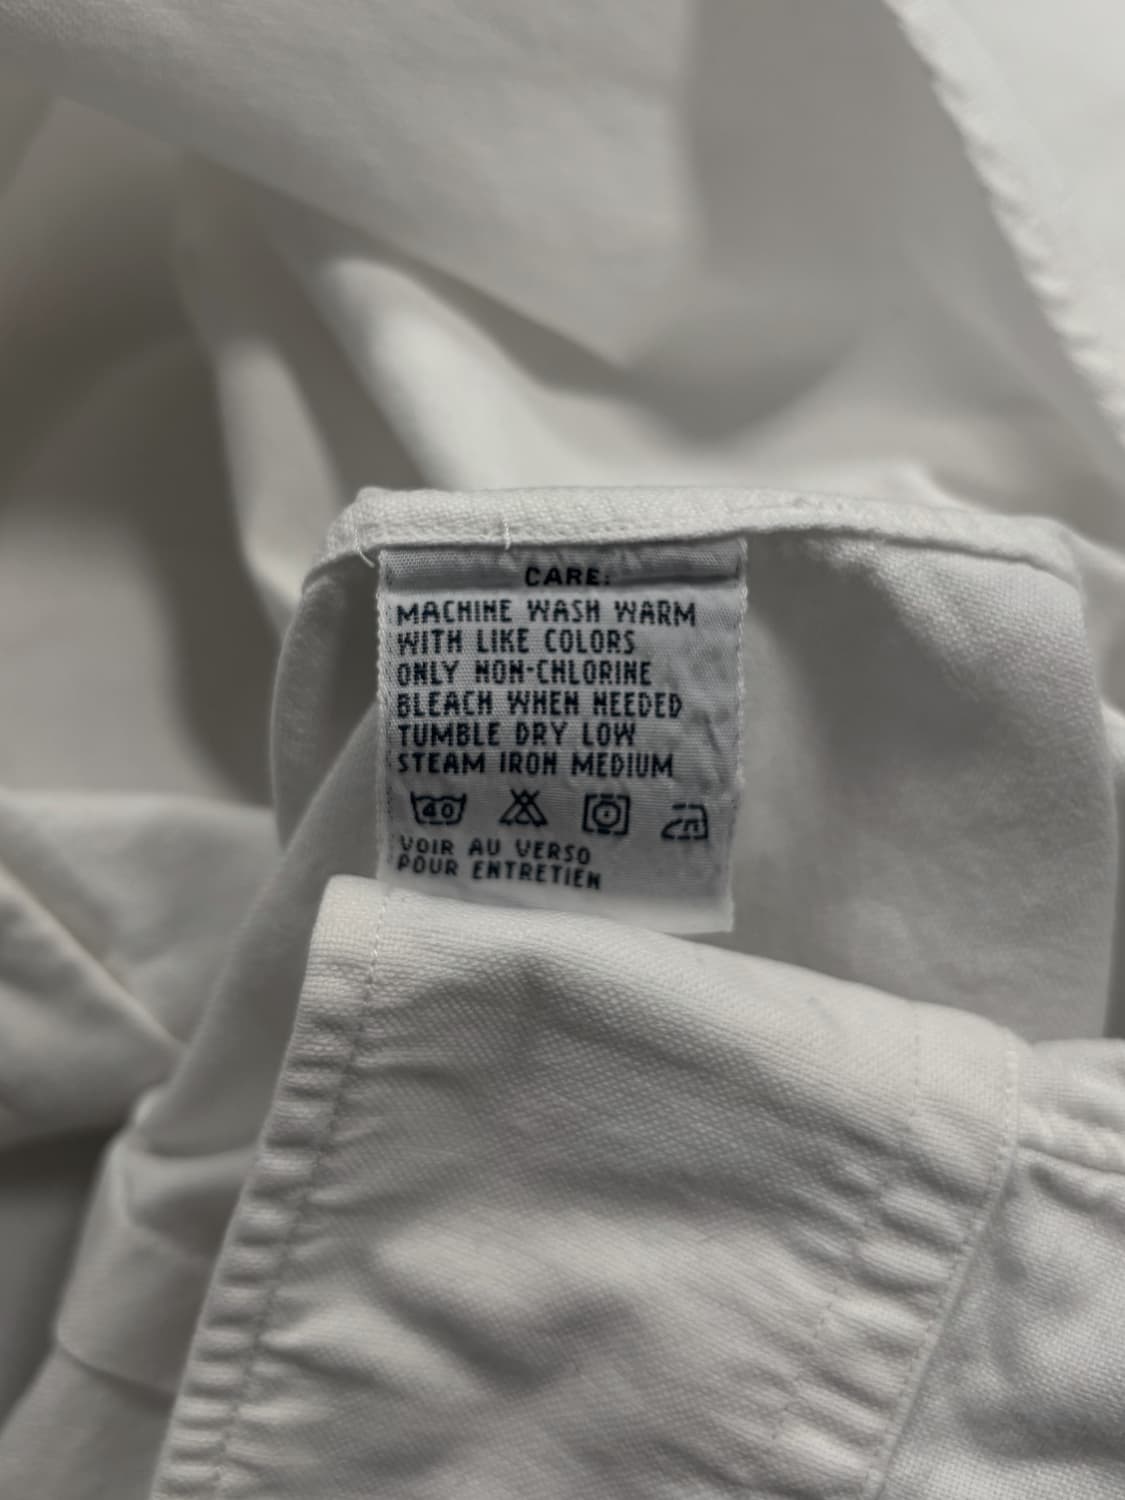 CARE:
MACHINE WASH WARM
WITH LIKE COLORS
ONLY NON-CHLORINE
BLEACH WHEN NEEDED
TUMBLE DRY LOW
STEAM IRON MEDIUM
40
VOIR AU VERSO
POUR ENTRETIEN